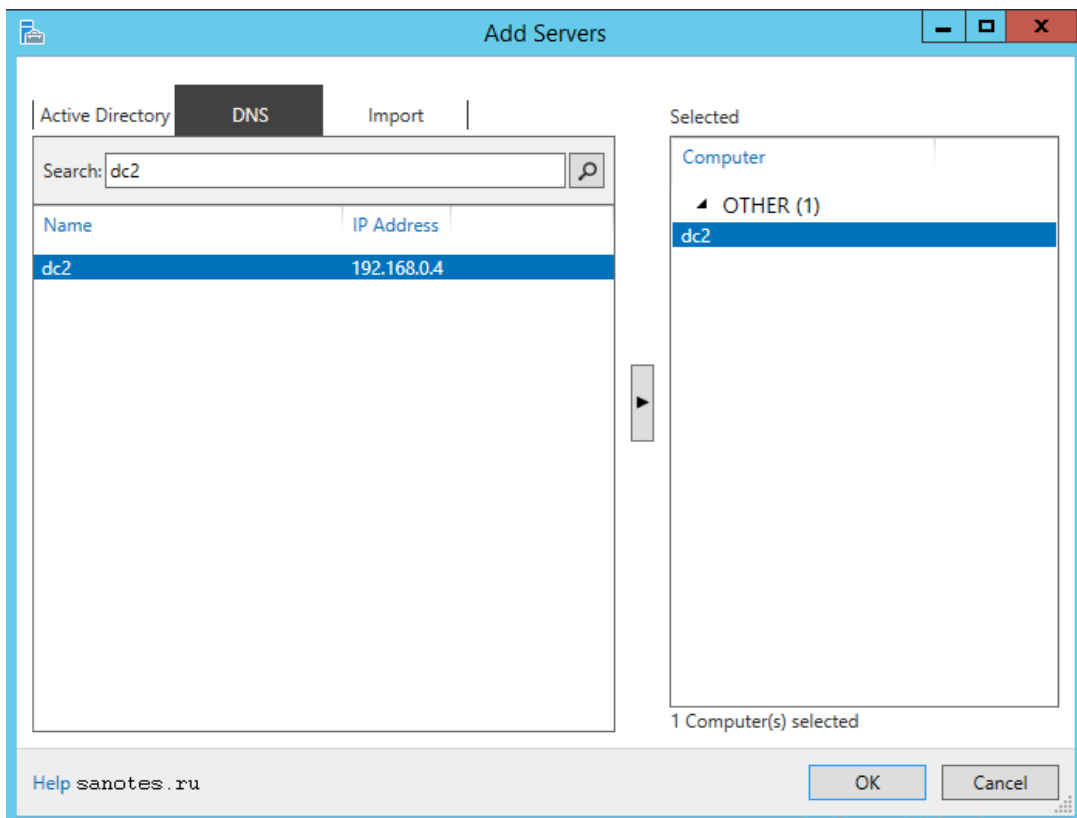 Add Servers
Active Directory DNS Import
Search: dc2
Name IP Address
dc2 192.168.0.4
Selected
Computer
OTHER (1)
dc2
1 Computer(s) selected
Help sanotes.ru
OK Cancel